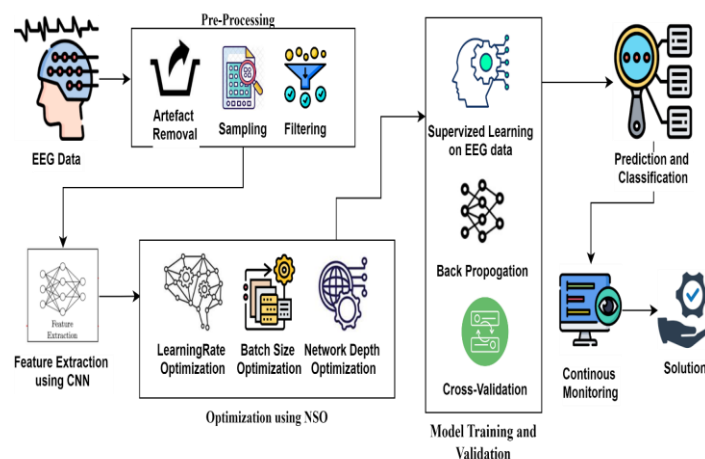 Pre-Processing
EEG Data
Artefact
Removal
Sampling
Filtering
Feature
Extraction
Feature Extraction
using CNN
LearningRate
Optimization
Batch Size
Optimization
Network Depth
Optimization
Optimization using NSO
Supervized Learning
on EEG data
Back Propogation
Cross-Validation
Model Training and
Validation
Prediction and
Classification
Continous
Monitoring
Solution